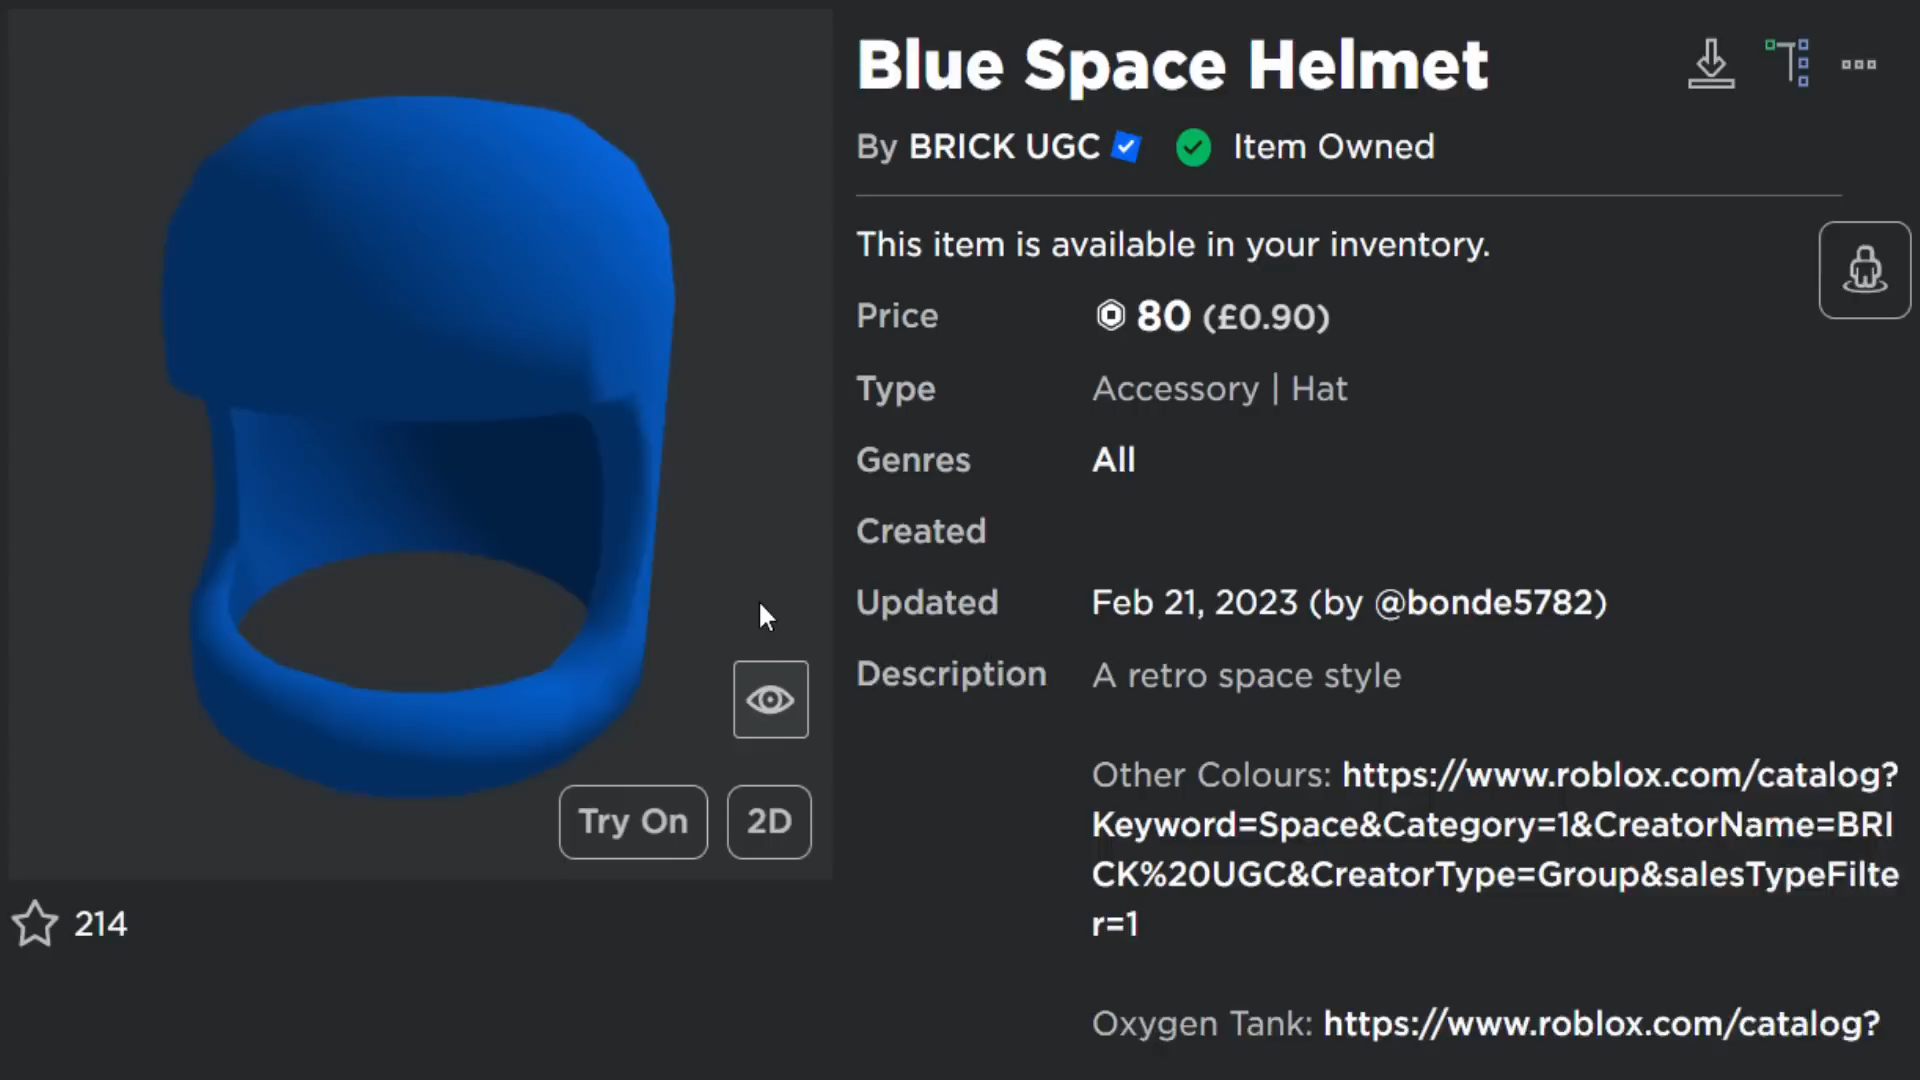 Blue Space Helmet
By BRICK UGC Item Owned
This item is available in your inventory.
Price 80 (£0.90)
Type Accessory | Hat
Genres All
Created
Updated Feb 21, 2023 (by @bonde5782)
Description A retro space style
Other Colours: https://www.roblox.com/catalog?
Keyword=Space&Category=1&CreatorName=BRI
CK%20UGC&CreatorType=Group&salesTypeFilte
r=1
Oxygen Tank: https://www.roblox.com/catalog?
Try On 2D
214